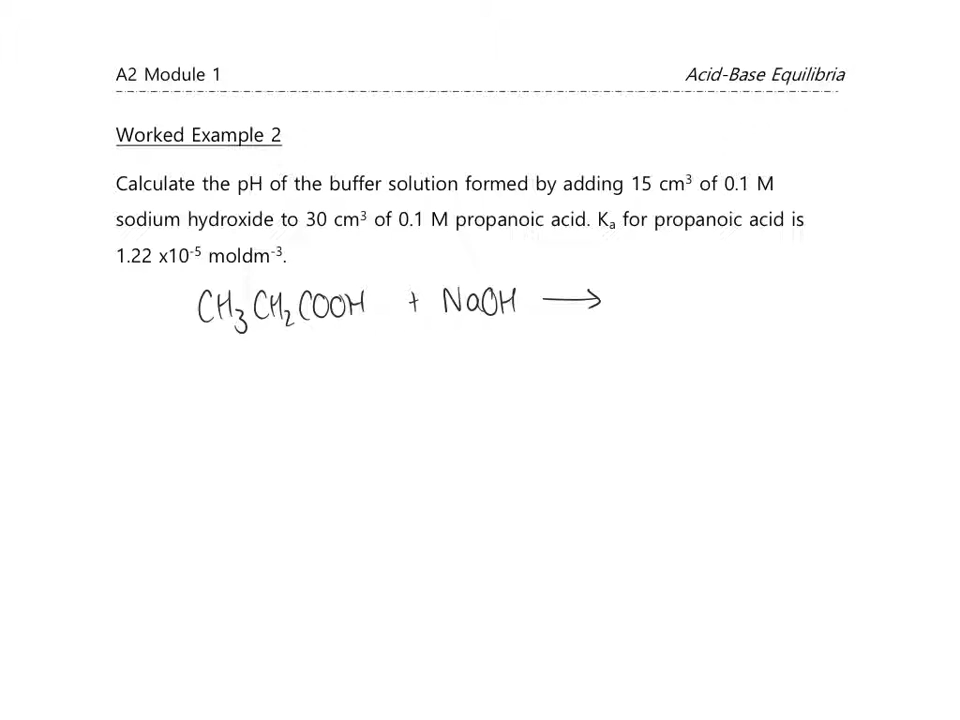 A2 Module 1 Acid-Base Equilibria
Worked Example 2
Calculate the pH of the buffer solution formed by adding 15 cm³ of 0.1 M
sodium hydroxide to 30 cm³ of 0.1 M propanoic acid. Kₐ for propanoic acid is
1.22 x10⁻⁵ moldm⁻³.
CH₃CH₂COOH + NaOH →